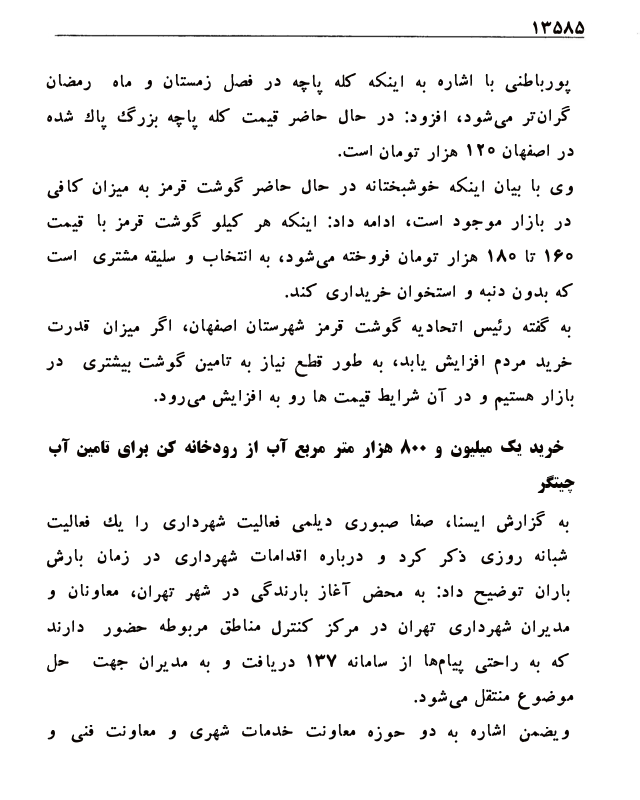 ۱۳۵۸۵
پورباطنی با اشاره به اینکه کله پاچه در فصل زمستان و ماه رمضان
گران‌تر می‌شود، افزود: در حال حاضر قیمت کله پاچه بزرگ پاك شده
در اصفهان ۱۲۰ هزار تومان است.
وی با بیان اینکه خوشبختانه در حال حاضر گوشت قرمز به میزان کافی
در بازار موجود است، ادامه داد: اینکه هر کیلو گوشت قرمز با قیمت
۱۶۰ تا ۱۸۰ هزار تومان فروخته می‌شود، به انتخاب و سلیقه مشتری است
که بدون دنبه و استخوان خریداری کند.
به گفته رئیس اتحادیه گوشت قرمز شهرستان اصفهان، اگر میزان قدرت
خرید مردم افزایش یابد، به طور قطع نیاز به تامین گوشت بیشتری در
بازار هستیم و در آن شرایط قیمت ها رو به افزایش می‌رود.
خرید یک میلیون و ۸۰۰ هزار متر مربع آب از رودخانه کن برای تامین آب
چیتگر
به گزارش ایسنا، صفا صبوری دیلمی فعالیت شهرداری را یك فعالیت
شبانه روزی ذکر کرد و درباره اقدامات شهرداری در زمان بارش
باران توضیح داد: به محض آغاز بارندگی در شهر تهران، معاونان و
مدیران شهرداری تهران در مرکز کنترل مناطق مربوطه حضور دارند
که به راحتی پیام‌ها از سامانه ۱۳۷ دریافت و به مدیران جهت حل
موضوع منتقل می‌شود.
ویضمن اشاره به دو حوزه معاونت خدمات شهری و معاونت فنی و